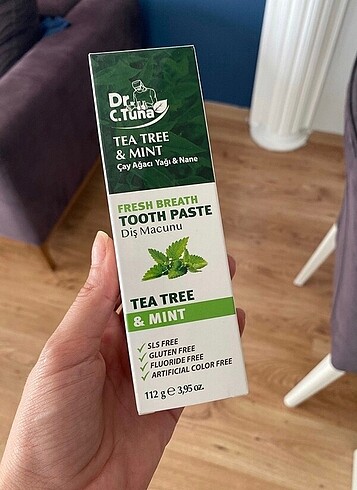 Dr.
C.Tuna
TEA TREE
& MINT
Çay Ağacı Yağı & Nane
FRESH BREATH
TOOTH PASTE
Diş Macunu
TEA TREE
& MINT
✓ SLS FREE
✓ GLUTEN FREE
✓ FLUORIDE FREE
✓ ARTIFICIAL COLOR FREE
112 g ℮ 3,95 oz.